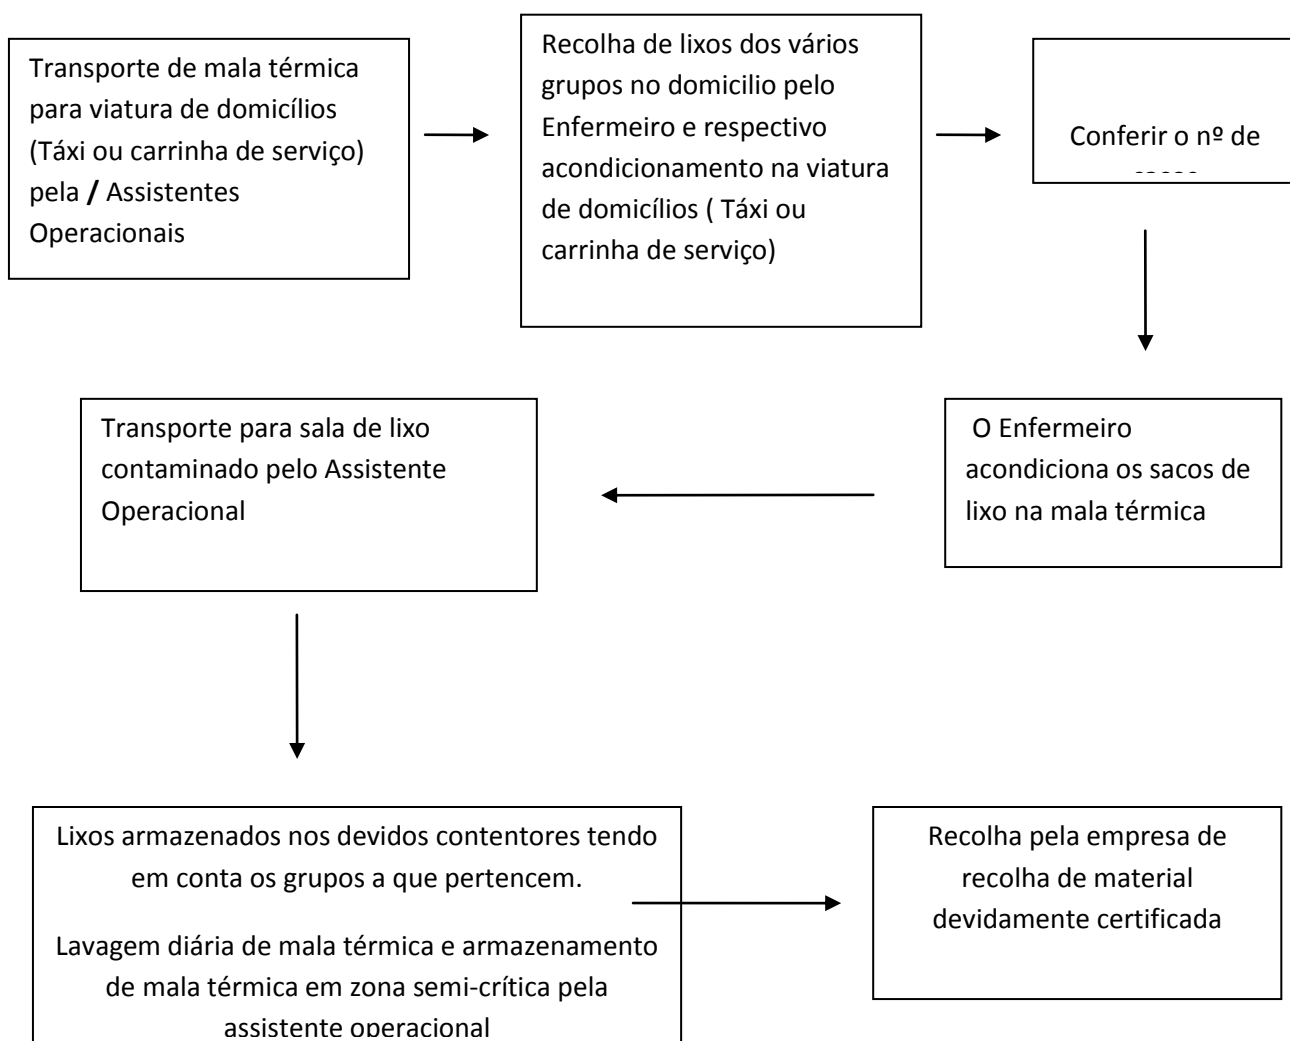 Transporte de mala térmica
para viatura de domicílios
(Táxi ou carrinha de serviço)
pela / Assistentes
Operacionais
Recolha de lixos dos vários
grupos no domicilio pelo
Enfermeiro e respectivo
acondicionamento na viatura
de domicílios ( Táxi ou
carrinha de serviço)
Conferir o nº de
O Enfermeiro
acondiciona os sacos de
lixo na mala térmica
Transporte para sala de lixo
contaminado pelo Assistente
Operacional
Lixos armazenados nos devidos contentores tendo
em conta os grupos a que pertencem.
Lavagem diária de mala térmica e armazenamento
de mala térmica em zona semi-crítica pela
assistente operacional
Recolha pela empresa de
recolha de material
devidamente certificada